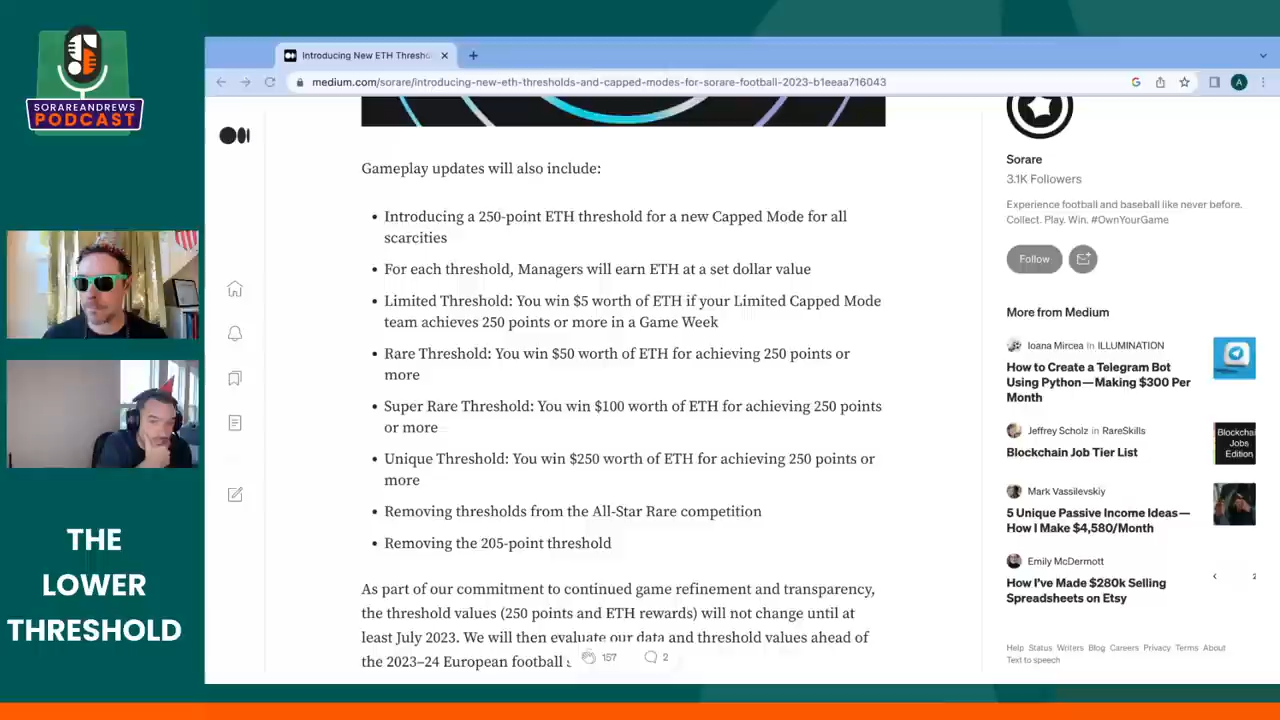 SORAREANDREWS
PODCAST
THE
LOWER
THRESHOLD
Introducing New ETH Thresho
medium.com/sorare/introducing-new-eth-thresholds-and-capped-modes-for-sorare-football-2023-b1eeaa716043
G
A
Gameplay updates will also include:
• Introducing a 250-point ETH threshold for a new Capped Mode for all
scarcities
• For each threshold, Managers will earn ETH at a set dollar value
• Limited Threshold: You win $5 worth of ETH if your Limited Capped Mode
team achieves 250 points or more in a Game Week
• Rare Threshold: You win $50 worth of ETH for achieving 250 points or
more
• Super Rare Threshold: You win $100 worth of ETH for achieving 250 points
or more
• Unique Threshold: You win $250 worth of ETH for achieving 250 points or
more
• Removing thresholds from the All-Star Rare competition
• Removing the 205-point threshold
As part of our commitment to continued game refinement and transparency,
the threshold values (250 points and ETH rewards) will not change until at
least July 2023. We will then evaluate our data and threshold values ahead of
the 2023–24 European football s
157
2
Sorare
3.1K Followers
Experience football and baseball like never before.
Collect. Play. Win. #OwnYourGame
Follow
More from Medium
Ioana Mircea in ILLUMINATION
How to Create a Telegram Bot
Using Python—Making $300 Per
Month
Jeffrey Scholz in RareSkills
Blockchain Job Tier List
Blockchai
Jobs
Edition
Mark Vassilevskiy
5 Unique Passive Income Ideas—
How I Make $4,580/Month
Emily McDermott
How I've Made $280k Selling
Spreadsheets on Etsy
Help Status Writers Blog Careers Privacy Terms About
Text to speech